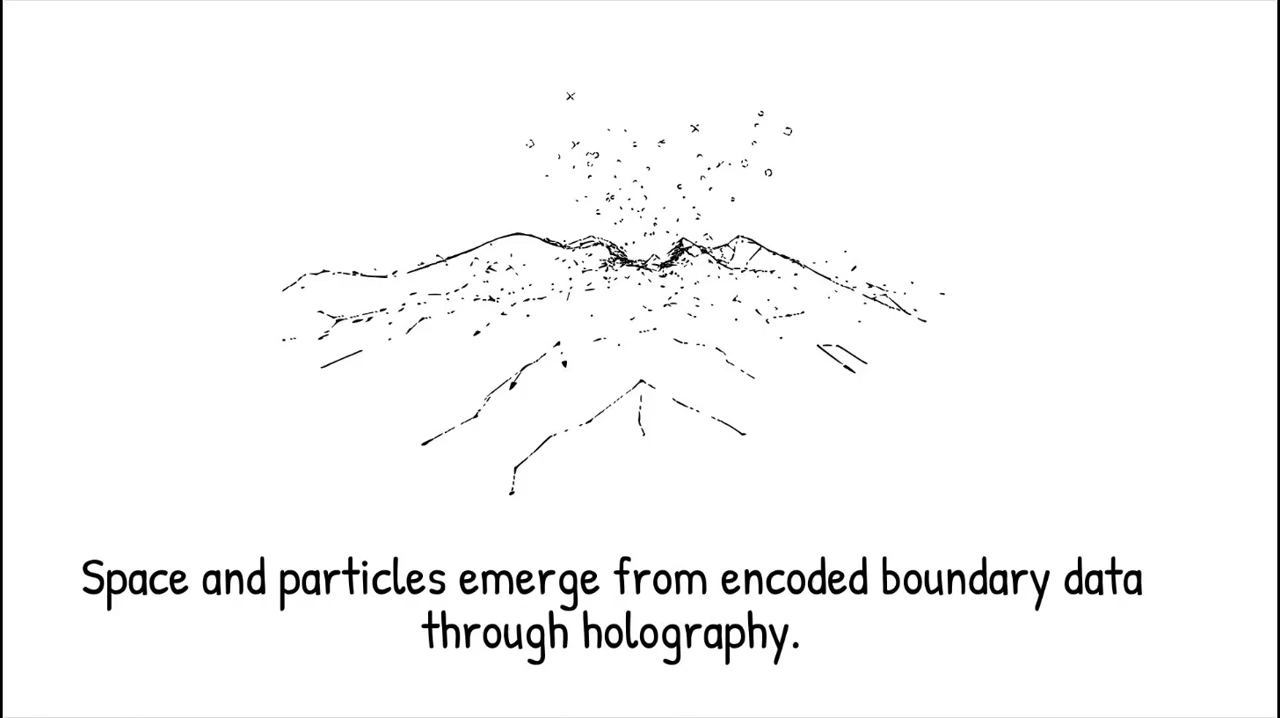 Space and particles emerge from encoded boundary data
through holography.